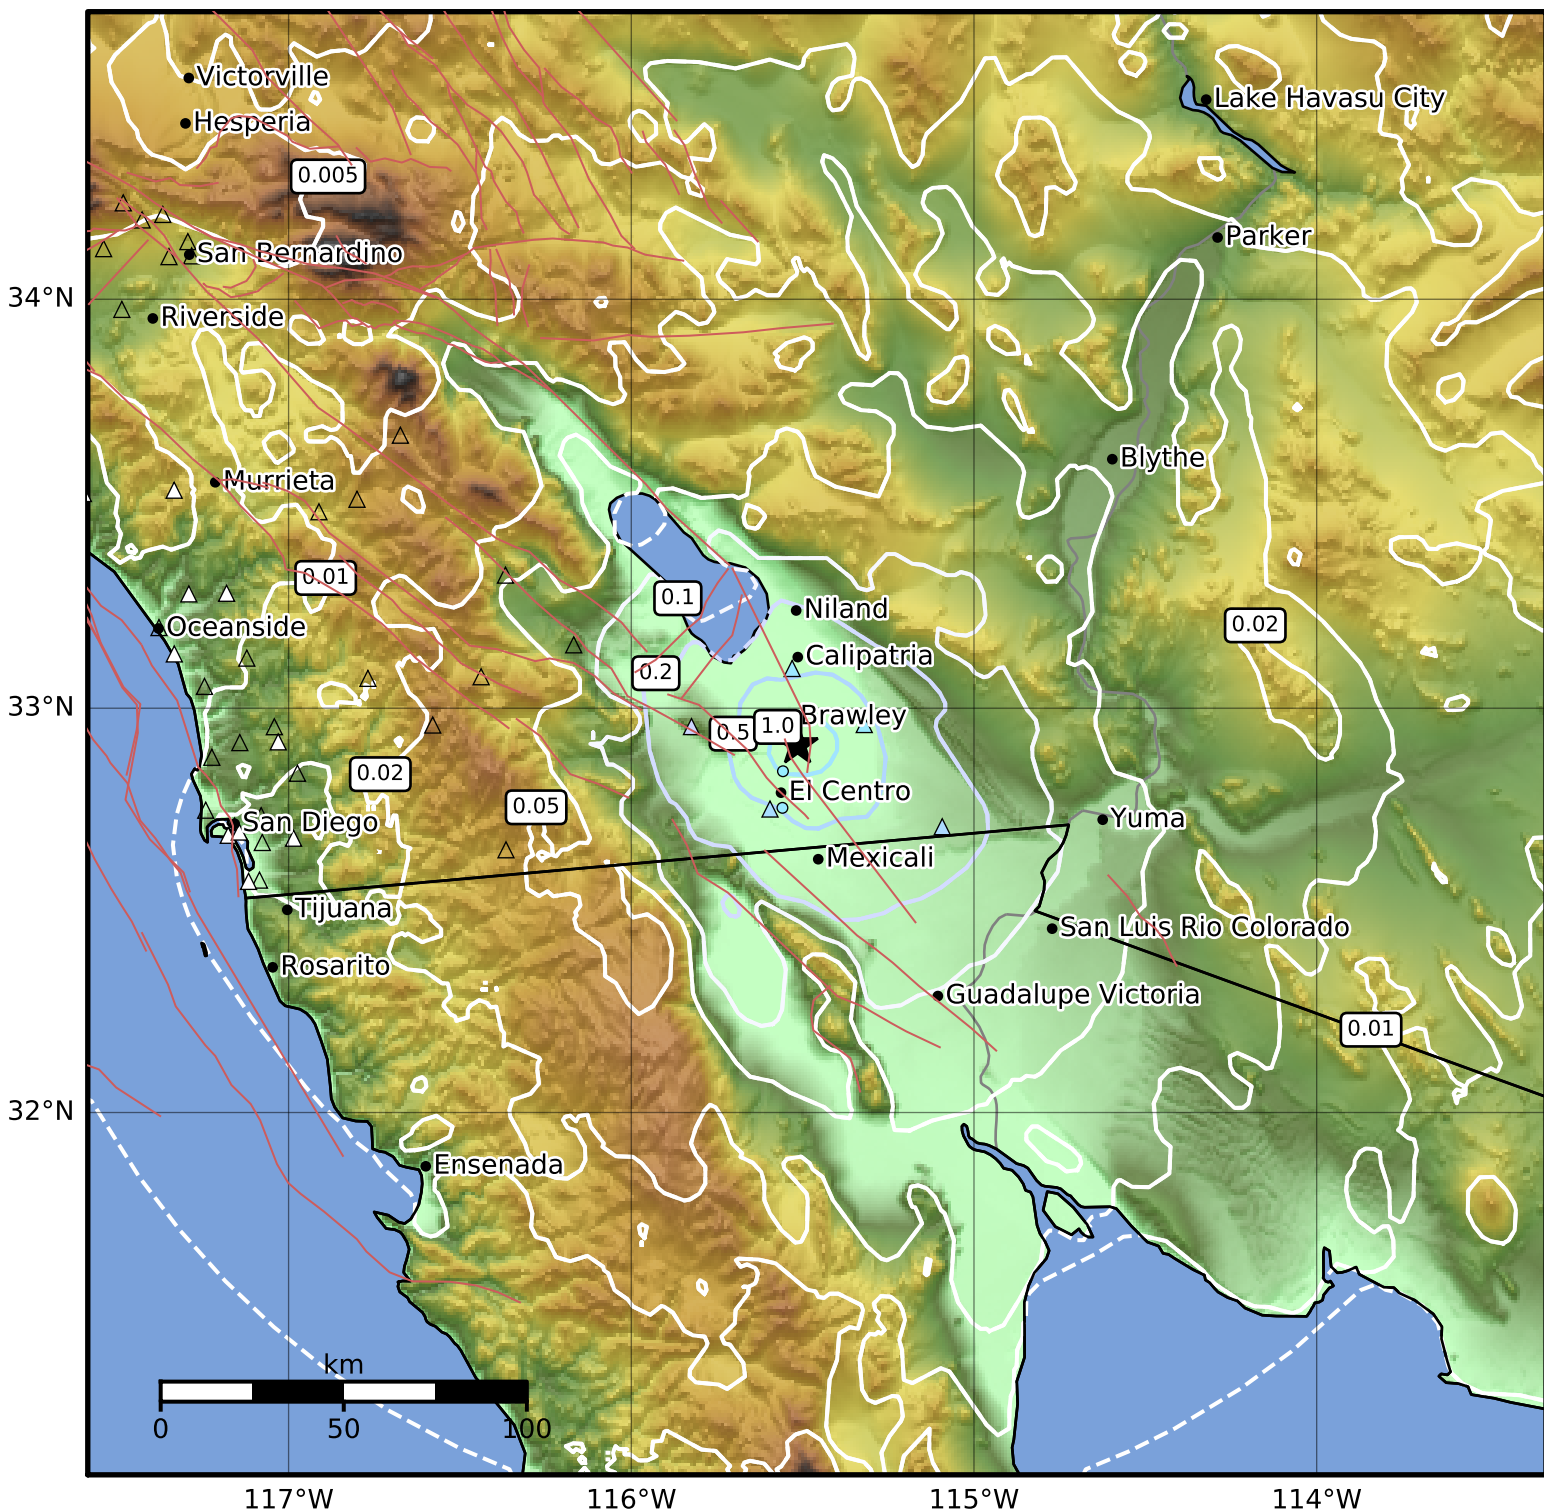 Victorville
Lake Havasu City
Hesperia
0.005
Parker
San Bernardino
34°N
Riverside
Blythe
Murrieta
0.01
0.1
Niland
0.02
Oceanside
Calipatria
0.2
33°N
Brawley
0.5
1.0
0.02
El Centro
0.05
San Diego
Yuma
Mexicali
Tijuana
San Luis Rio Colorado
Rosarito
Guadalupe Victoria
0.01
32°N
Ensenada
km
0
50
100
117°W
116°W
115°W
114°W